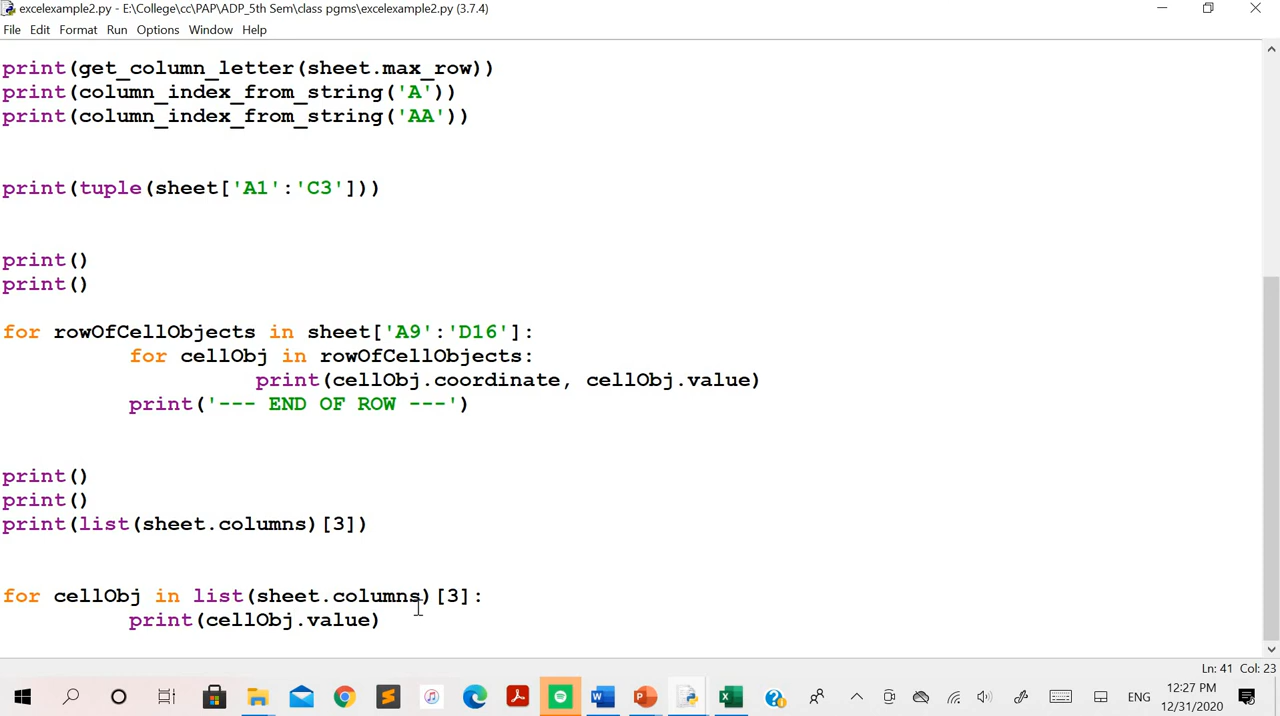 excelexample2.py - E:\College\cc\PAP\ADP_5th Sem\class pgms\excelexample2.py (3.7.4)
File Edit Format Run Options Window Help
print(get_column_letter(sheet.max_row))
print(column_index_from_string('A'))
print(column_index_from_string('AA'))
print(tuple(sheet['A1':'C3']))
print()
print()
for rowOfCellObjects in sheet['A9':'D16']:
for cellObj in rowOfCellObjects:
print(cellObj.coordinate, cellObj.value)
print('--- END OF ROW ---')
print()
print()
print(list(sheet.columns)[3])
for cellObj in list(sheet.columns)[3]:
print(cellObj.value)
Ln: 41 Col: 23
ENG
12:27 PM
12/31/2020